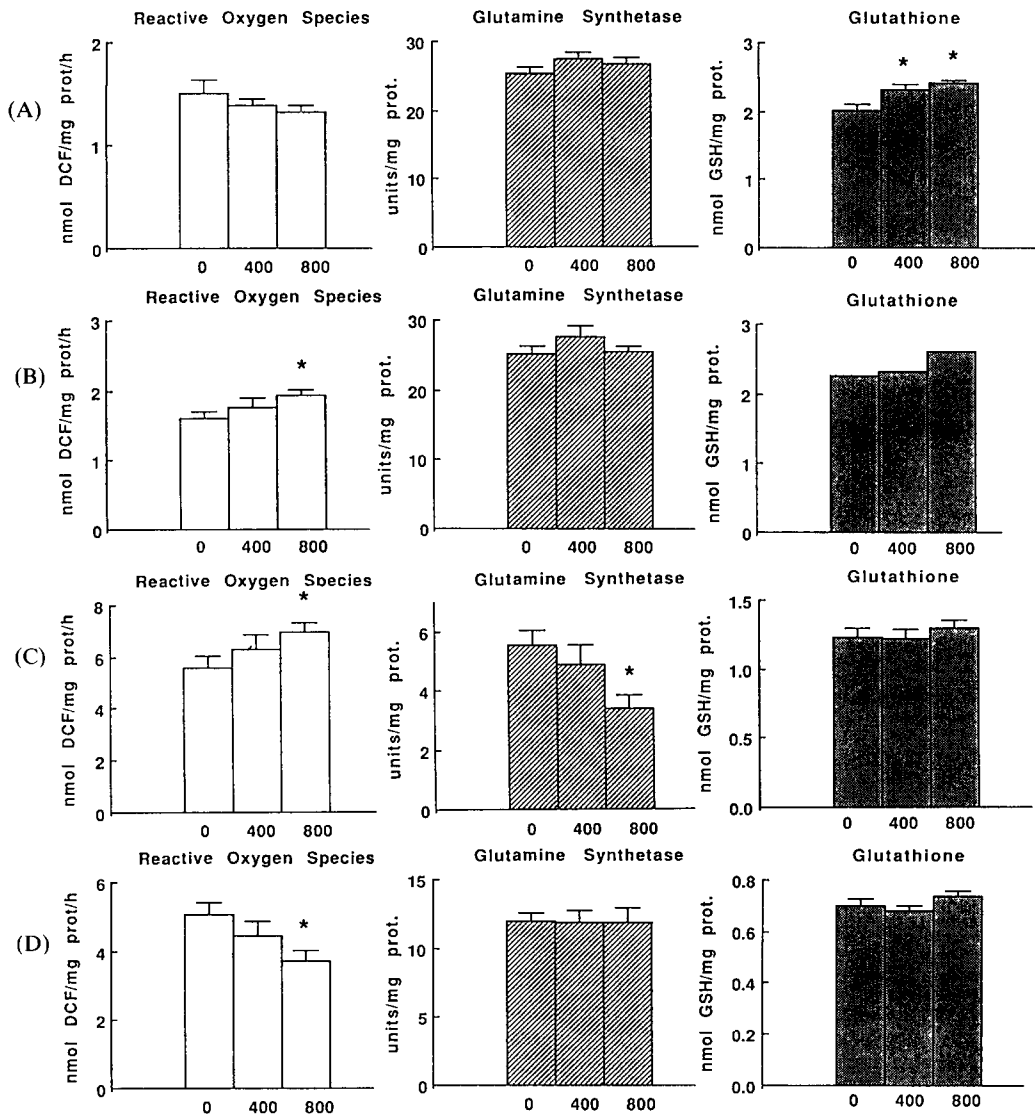 Reactive Oxygen Species
Glutamine Synthetase
Glutathione
(A)
nmol DCF/mg prot/h
2
1
0
0 400 800
units/mg prot.
30
20
10
0
0 400 800
nmol GSH/mg prot.
3
2
1
0
* *
0 400 800
Reactive Oxygen Species
Glutamine Synthetase
Glutathione
(B)
nmol DCF/mg prot/h
3
2
1
0
*
0 400 800
units/mg prot.
30
20
10
0
0 400 800
nmol GSH/mg prot.
3
2
1
0
0 400 800
Reactive Oxygen Species
Glutamine Synthetase
Glutathione
(C)
nmol DCF/mg prot/h
8
6
4
2
0
*
0 400 800
units/mg prot.
6
4
2
0
*
0 400 800
nmol GSH/mg prot.
1.5
1.0
0.5
0.0
0 400 800
Reactive Oxygen Species
Glutamine Synthetase
Glutathione
(D)
nmol DCF/mg prot/h
6
4
2
0
*
0 400 800
units/mg prot.
15
10
5
0
0 400 800
nmol GSH/mg prot.
0.8
0.6
0.4
0.2
0.0
0 400 800